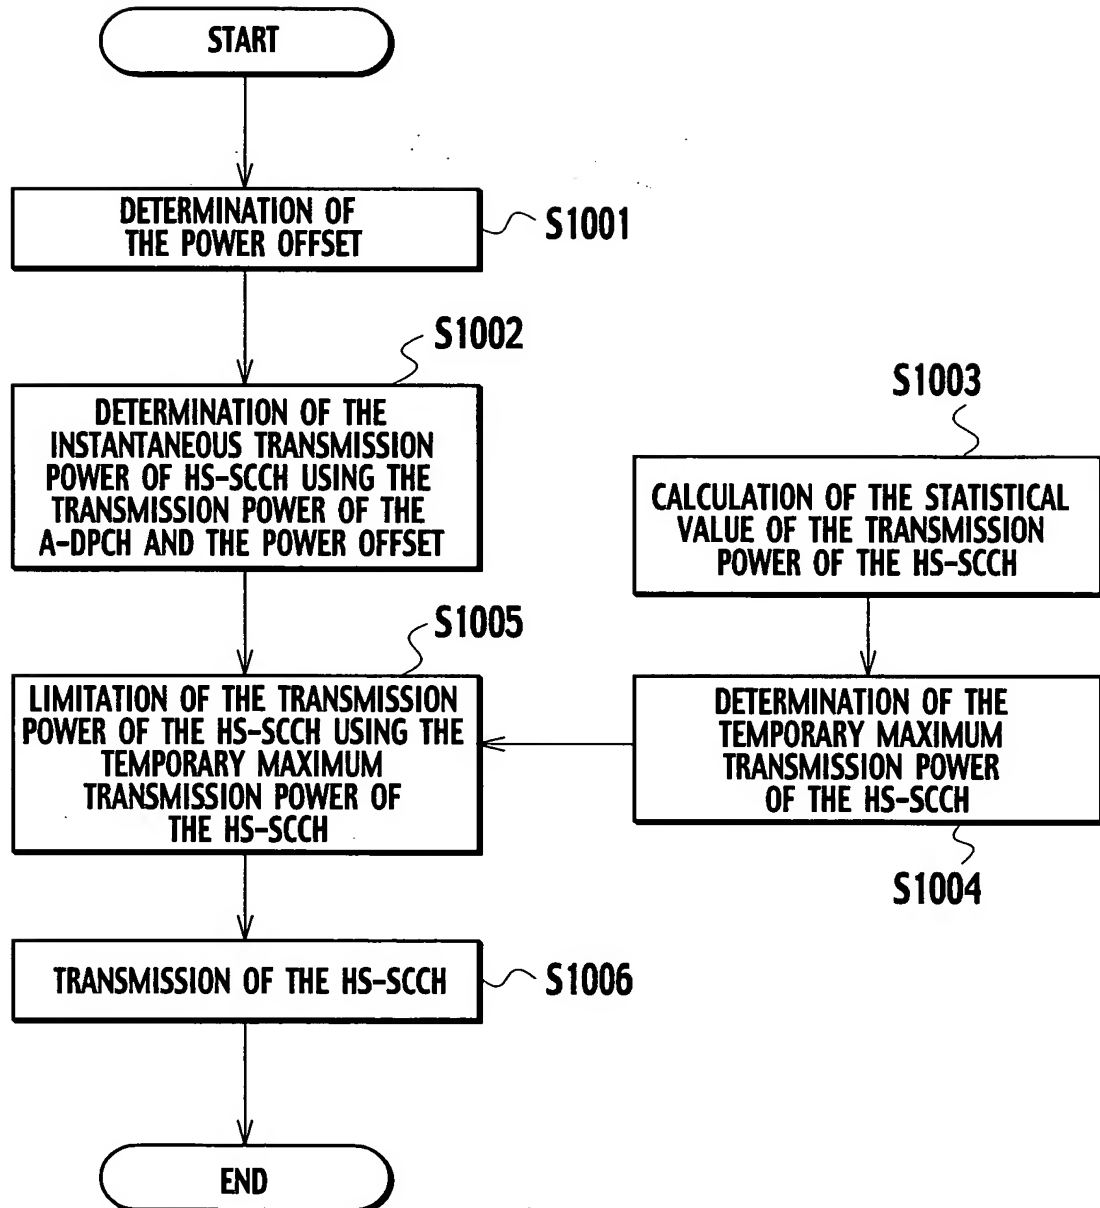 START
DETERMINATION OF
THE POWER OFFSET
S1001
S1002
DETERMINATION OF THE
INSTANTANEOUS TRANSMISSION
POWER OF HS-SCCH USING THE
TRANSMISSION POWER OF THE
A-DPCH AND THE POWER OFFSET
S1003
CALCULATION OF THE STATISTICAL
VALUE OF THE TRANSMISSION
POWER OF THE HS-SCCH
S1005
LIMITATION OF THE TRANSMISSION
POWER OF THE HS-SCCH USING THE
TEMPORARY MAXIMUM
TRANSMISSION POWER OF
THE HS-SCCH
DETERMINATION OF THE
TEMPORARY MAXIMUM
TRANSMISSION POWER
OF THE HS-SCCH
S1004
TRANSMISSION OF THE HS-SCCH
S1006
END